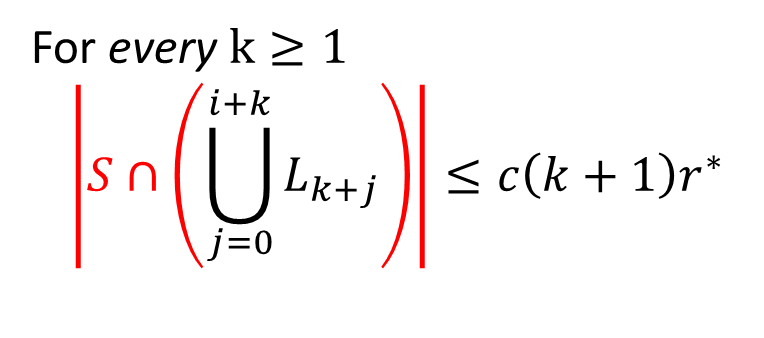 For every k ≥ 1
|S ∩ (⋃_{j=0}^{i+k} L_{k+j})| ≤ c(k + 1)r*